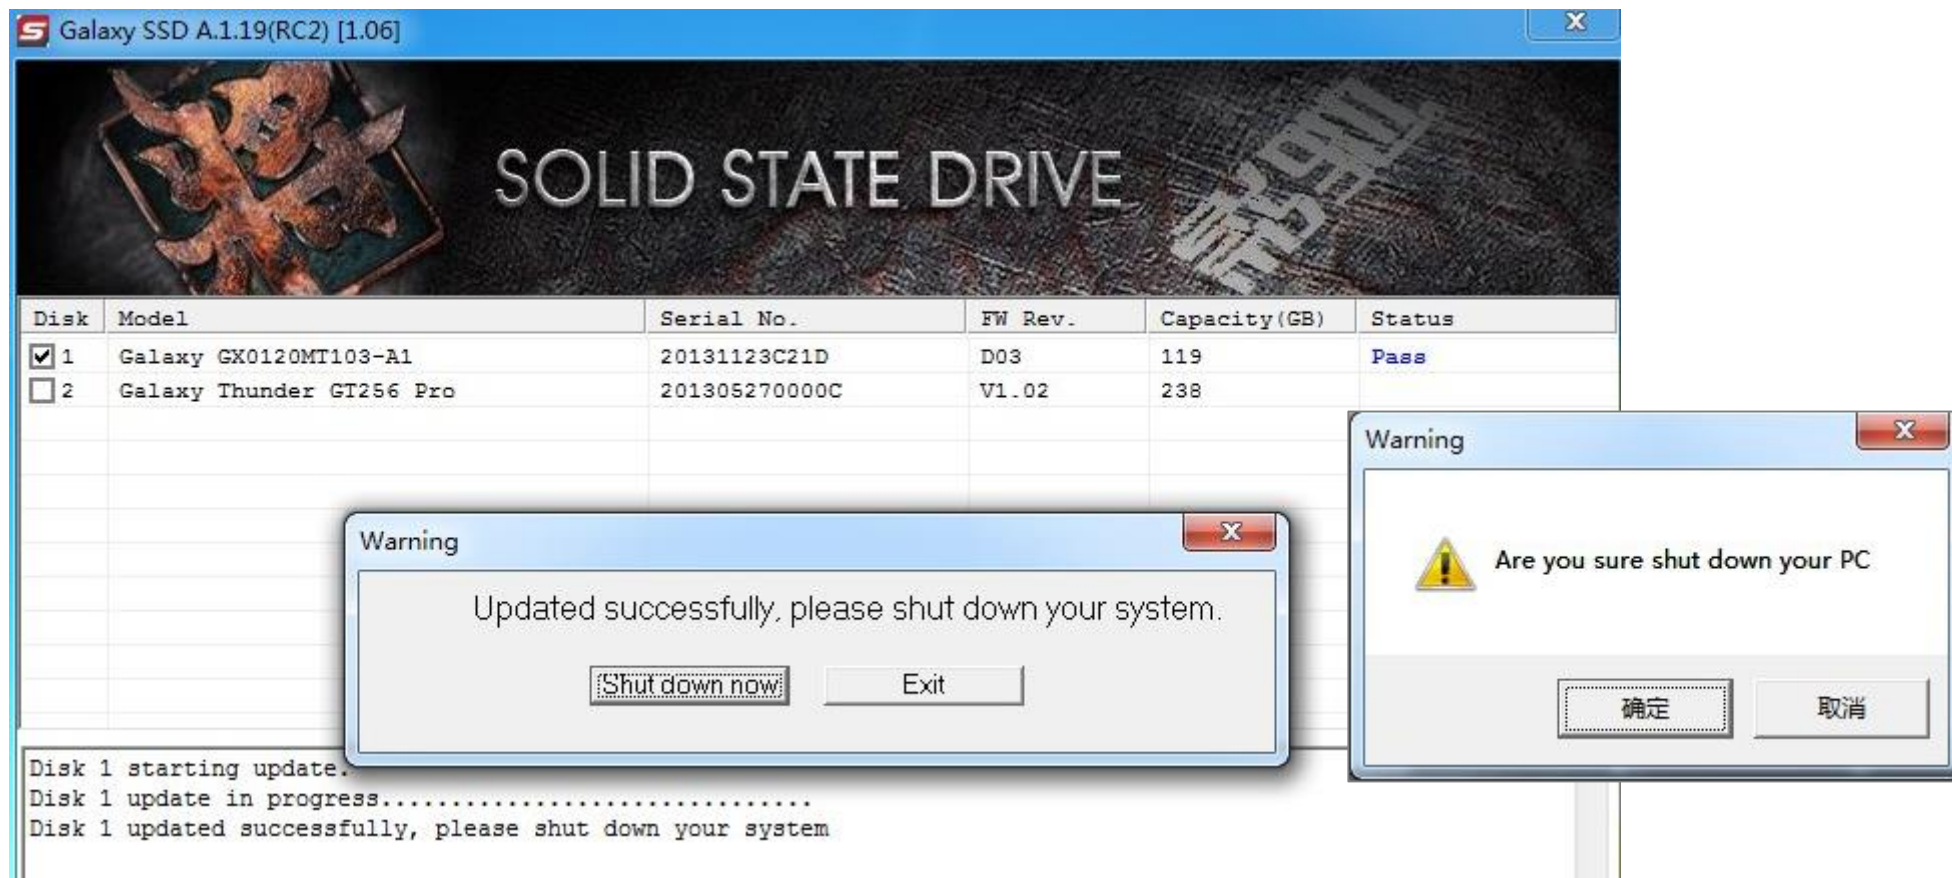 Galaxy SSD A.1.19(RC2) [1.06]
SOLID STATE DRIVE
Disk Model Serial No. FW Rev. Capacity(GB) Status
1 Galaxy GX0120MT103-A1 20131123C21D D03 119 Pass
2 Galaxy Thunder GT256 Pro 201305270000C V1.02 238
Warning
Updated successfully, please shut down your system.
Shut down now Exit
Warning
Are you sure shut down your PC
确定 取消
Disk 1 starting update.
Disk 1 update in progress...............................
Disk 1 updated successfully, please shut down your system